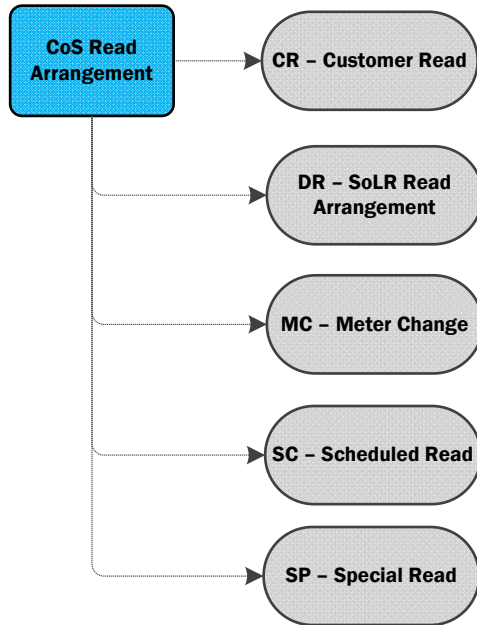 CoS Read
Arrangement
CR – Customer Read
DR – SoLR Read
Arrangement
MC – Meter Change
SC – Scheduled Read
SP – Special Read